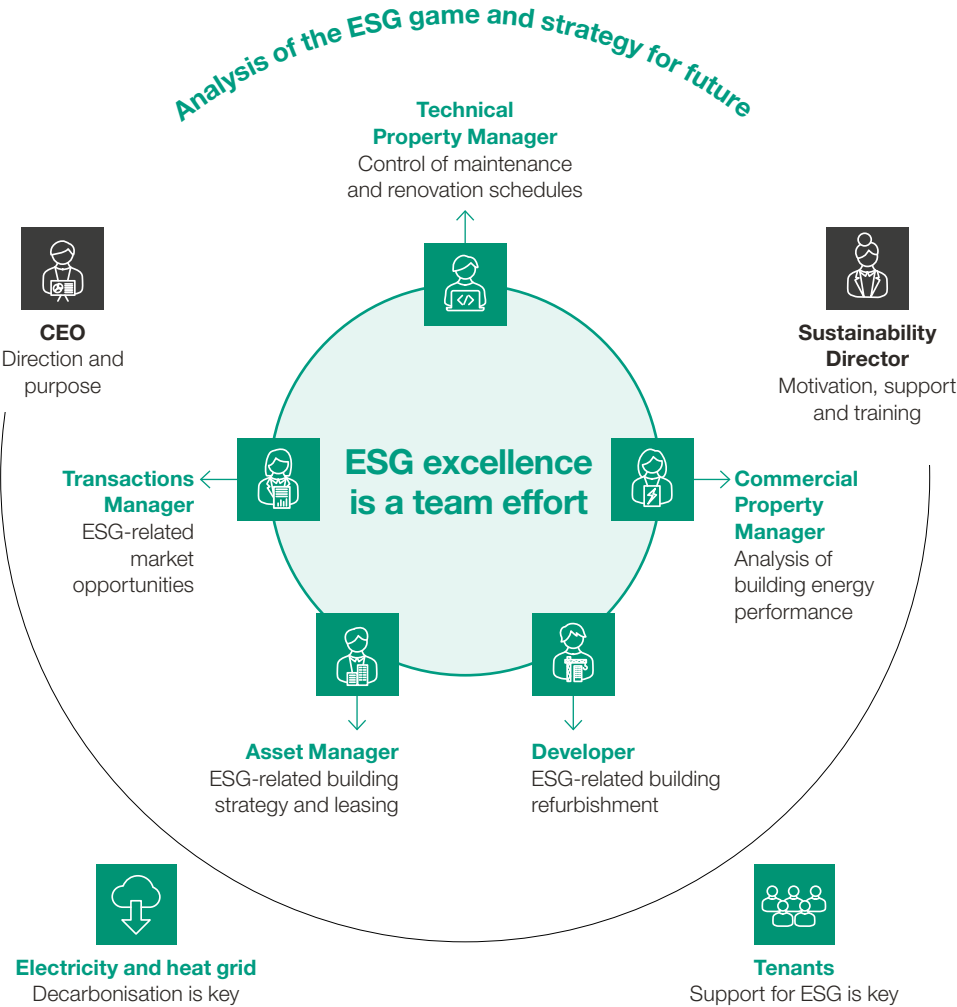 Analysis of the ESG game and strategy for future
Technical
Property Manager
Control of maintenance
and renovation schedules
CEO
Direction and
purpose
Sustainability
Director
Motivation, support
and training
</>
ESG excellence
is a team effort
Transactions
Manager
ESG-related
market
opportunities
Commercial
Property
Manager
Analysis of
building energy
performance
Asset Manager
ESG-related building
strategy and leasing
Developer
ESG-related building
refurbishment
Electricity and heat grid
Decarbonisation is key
Tenants
Support for ESG is key